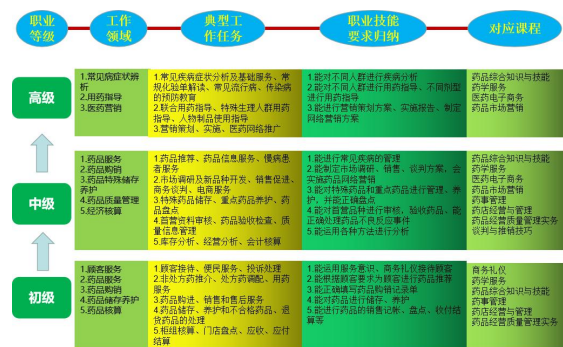 职业
等级
工作
领域
典型工
作任务
职业技能
要求归纳
对应课程
高级
1.常见病症状辨
析
2.用药指导
3.医药营销
1.常见疾病症状分析及基础服务、常
规化验单解读、常见流行病、传染病
的预防教育
2.联合用药指导、特殊生理人群用药
指导、人物制品使用指导
3.营销策划、实施、医药网络推广
1.能对不同人群进行疾病分析
2.能对不同人群进行用药指导、不同剂型
进行用药指导
3.能进行营销策划方案、实施报告、制定
网络营销方案
药品综合知识与技能
药学服务
医药电子商务
药品市场营销
中级
1.药品服务
2.药品购销
3.药品特殊储存
养护
4.药品质量管理
5.经济核算
1.药品推荐、药品信息服务、慢病患
者服务
2.市场调研及新品种开发、销售促进、
商务谈判、电商服务
3.特殊药品储存、重点药品养护、药
品盘点
4.首营资料审核、药品验收检查、质
量信息管理
5.库存分析、经营分析、会计核算
1.能进行常见疾病的管理
2.能制定市场调研、销售、谈判方案，会
实施药品网络营销
3.能对特殊药品和重点药品进行管理、养
护，并能正确盘点
4.能对首营品种进行审核，验收药品、能
正确处理药品不良反应事件
5.能运用各种方法进行分析
药品综合知识与技能
药学服务
医药电子商务
药品市场营销
药事管理
药店经营与管理
药品经营质量管理实务
谈判与推销技巧
初级
1.顾客服务
2.药品服务
3.药品购销
4.药品储存养护
5.药品核算
1.顾客接待、便民服务、投诉处理
2.非处方药推介、处方药调配、用药
服务
3.药品购进、销售和售后服务
4.药品储存、养护和不合格药品、退
货药品的处理
5.柜组核算、门店盘点、应收、应付
结算
1.能运用服务意识、商务礼仪接待顾客
2.能根据顾客要求为顾客进行药品推荐
3.能正确填写药品购销记录单
4.能对药品进行储存、养护
5.能进行药品的销售记帐、盘点、收付结
算等
商务礼仪
药学服务
药品综合知识与技能
药事管理
药店经营与管理
药品经营质量管理实务